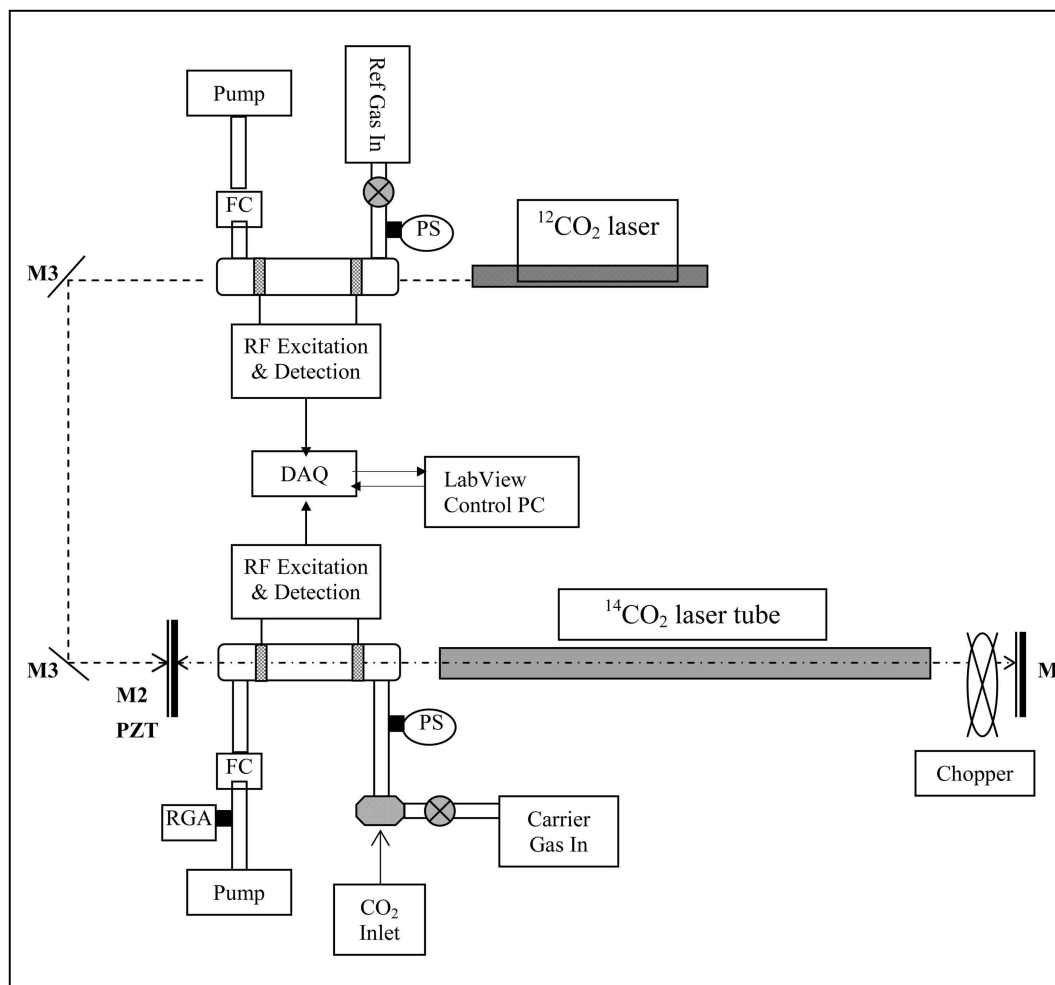 Pump
Ref Gas In
FC
PS
¹²CO₂ laser
M3
RF Excitation
& Detection
DAQ
LabView
Control PC
RF Excitation
& Detection
¹⁴CO₂ laser tube
M3
M2
PZT
M
PS
FC
Chopper
RGA
Carrier
Gas In
Pump
CO₂
Inlet